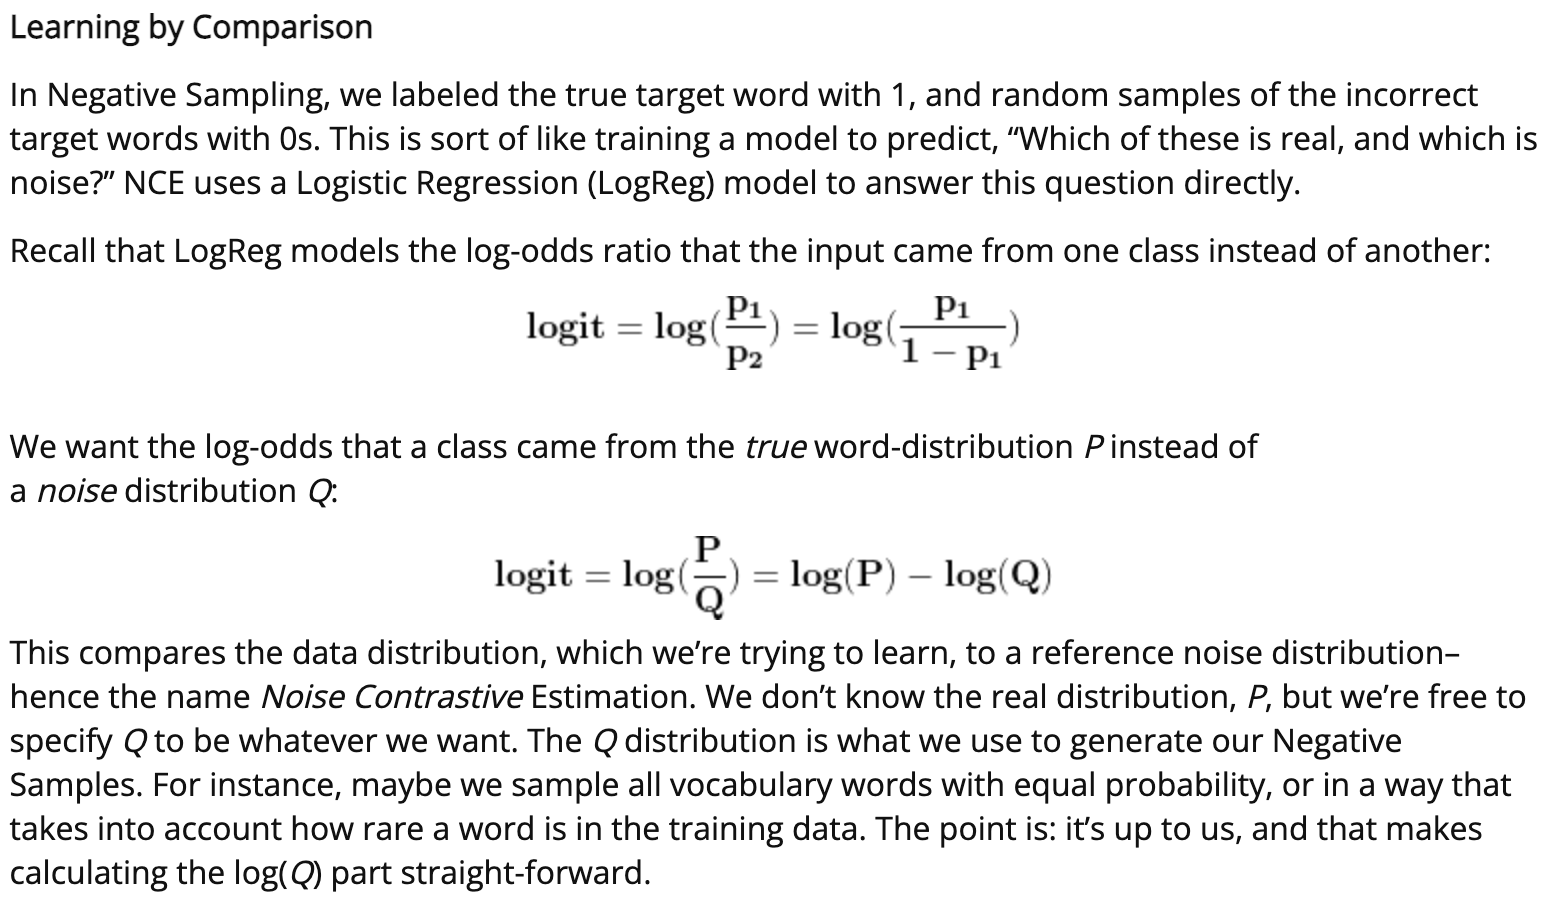 Learning by Comparison
In Negative Sampling, we labeled the true target word with 1, and random samples of the incorrect
target words with 0s. This is sort of like training a model to predict, “Which of these is real, and which is
noise?” NCE uses a Logistic Regression (LogReg) model to answer this question directly.
Recall that LogReg models the log-odds ratio that the input came from one class instead of another:
logit = log(p₁/p₂) = log(p₁/(1 − p₁))
We want the log-odds that a class came from the true word-distribution P instead of
a noise distribution Q:
logit = log(P/Q) = log(P) − log(Q)
This compares the data distribution, which we’re trying to learn, to a reference noise distribution–
hence the name Noise Contrastive Estimation. We don’t know the real distribution, P, but we’re free to
specify Q to be whatever we want. The Q distribution is what we use to generate our Negative
Samples. For instance, maybe we sample all vocabulary words with equal probability, or in a way that
takes into account how rare a word is in the training data. The point is: it’s up to us, and that makes
calculating the log(Q) part straight-forward.